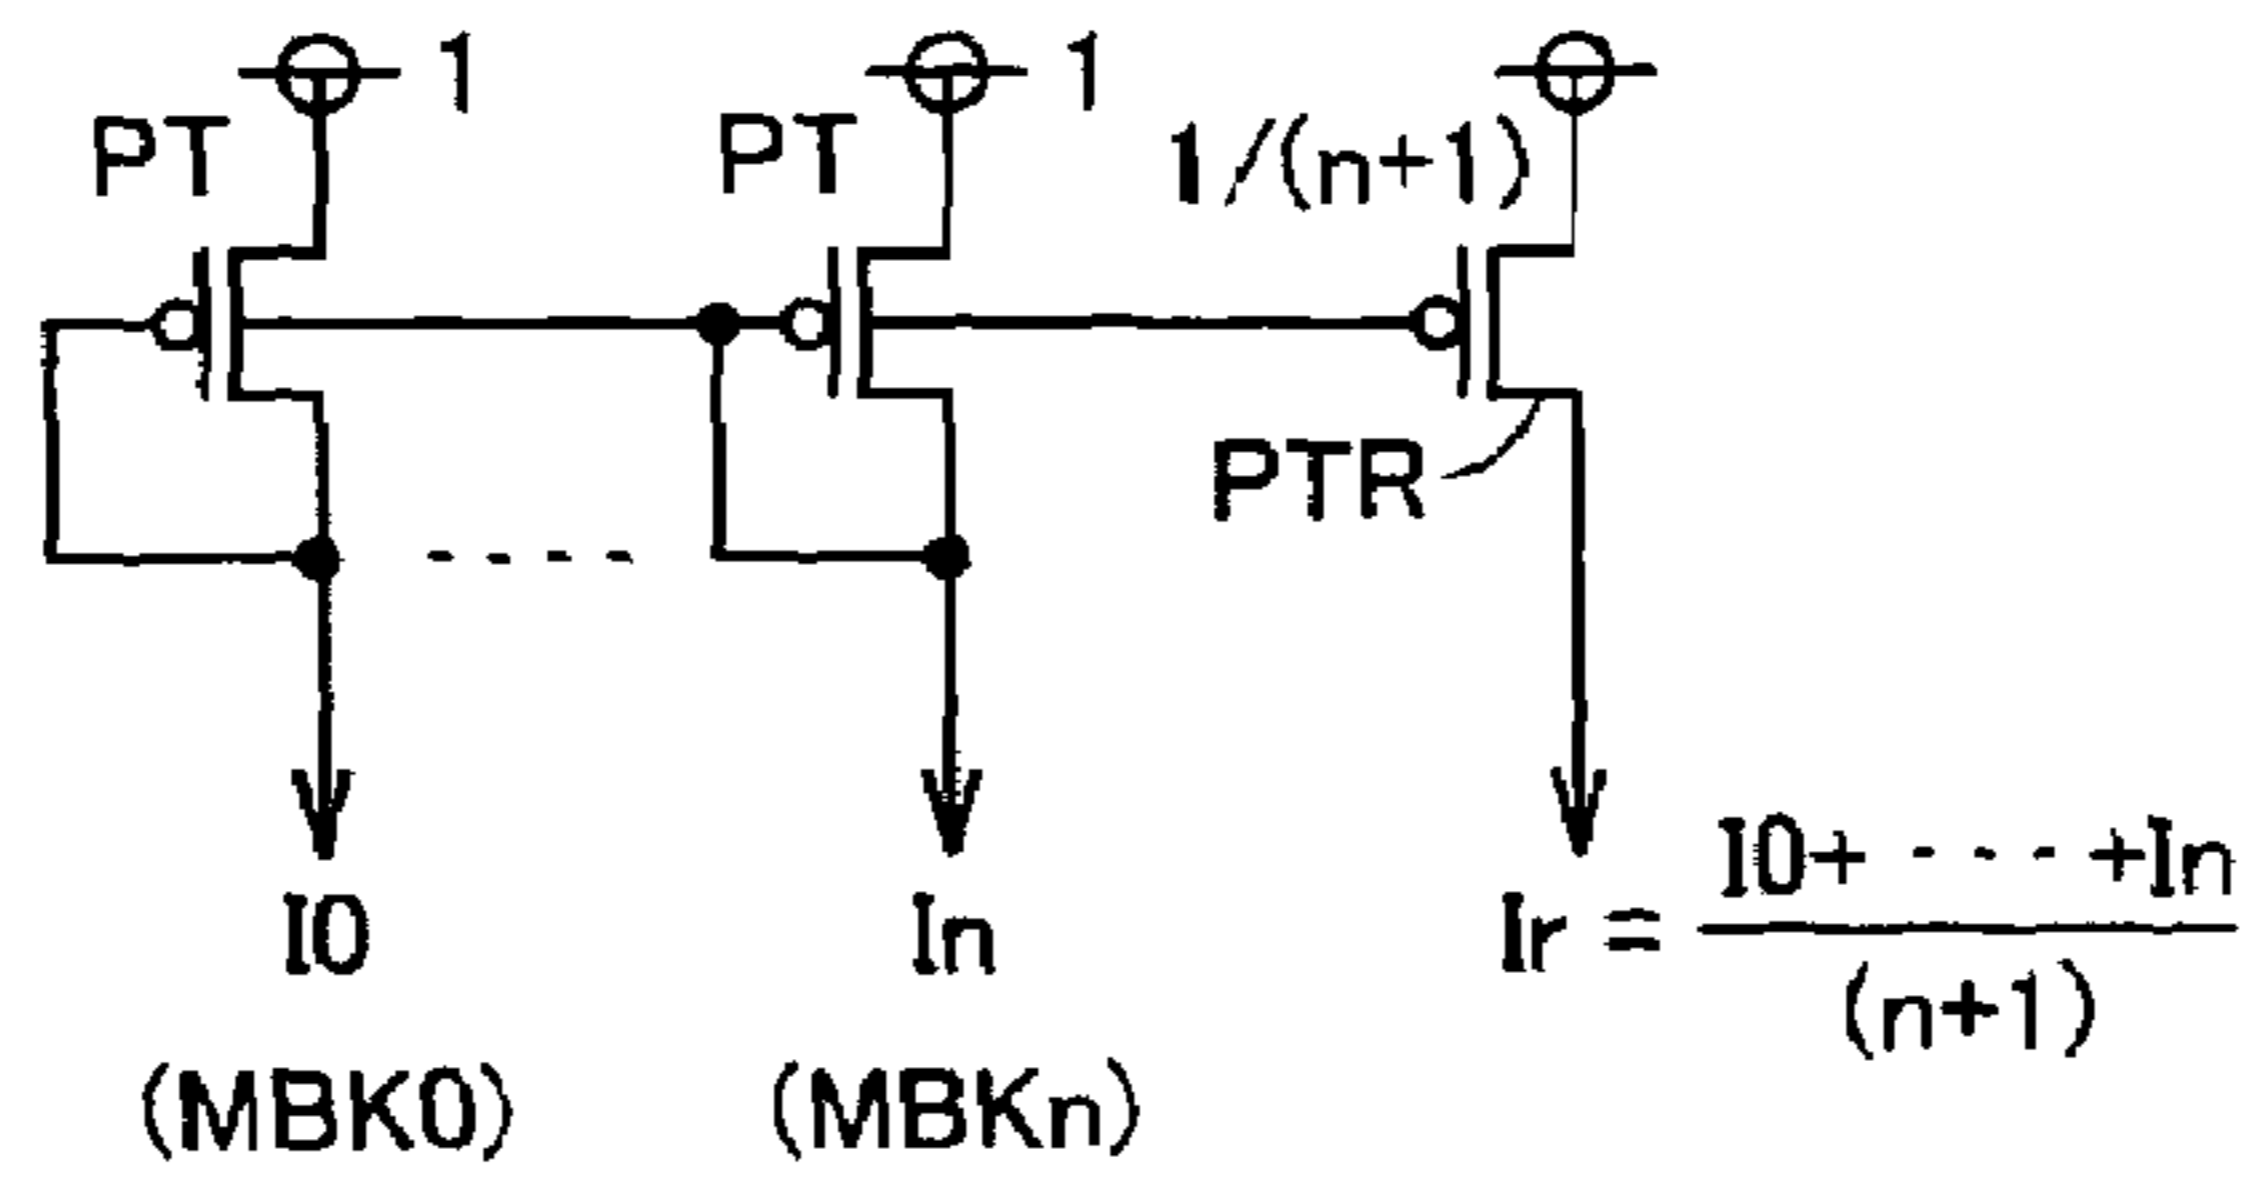 1
1
PT
PT
1/(n+1)
PTR
I0
In
Ir = I0+ - - - +In
(n+1)
(MBK0)
(MBKn)